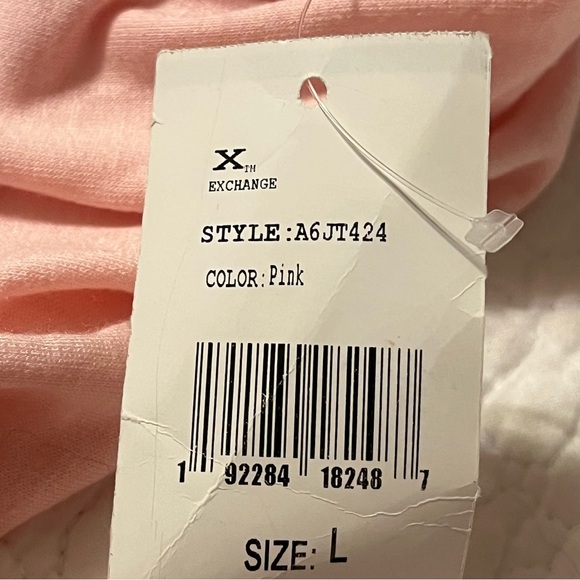 X™
EXCHANGE
STYLE:A6JT424
COLOR:Pink
1 92284 18248 7
SIZE: L